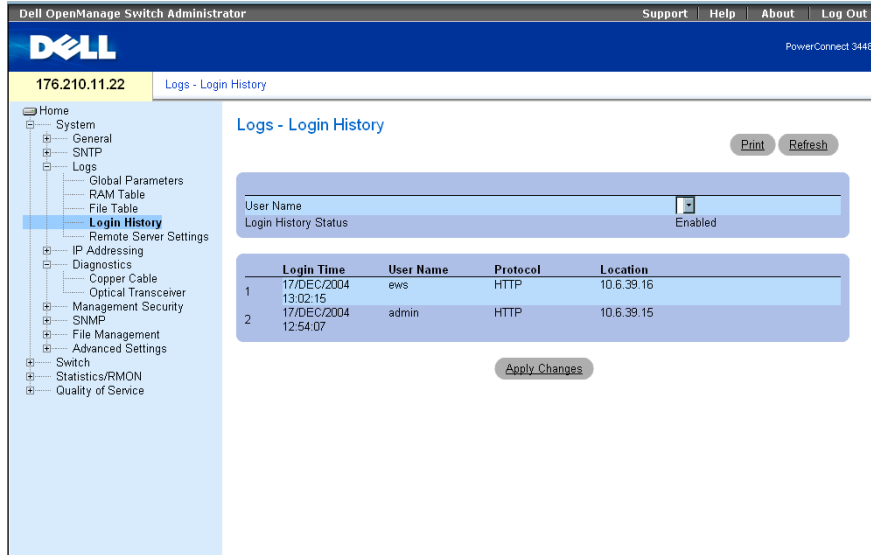 Dell OpenManage Switch Administrator
Support Help About Log Out
DELL
PowerConnect 3448
176.210.11.22
Logs - Login History
Home
System
General
SNTP
Logs
Global Parameters
RAM Table
File Table
Login History
Remote Server Settings
IP Addressing
Diagnostics
Copper Cable
Optical Transceiver
Management Security
SNMP
File Management
Advanced Settings
Switch
Statistics/RMON
Quality of Service
Logs - Login History
Print Refresh
User Name
Login History Status Enabled
Login Time User Name Protocol Location
1 17/DEC/2004 13:02:15 ews HTTP 10.6.39.16
2 17/DEC/2004 12:54:07 admin HTTP 10.6.39.15
Apply Changes